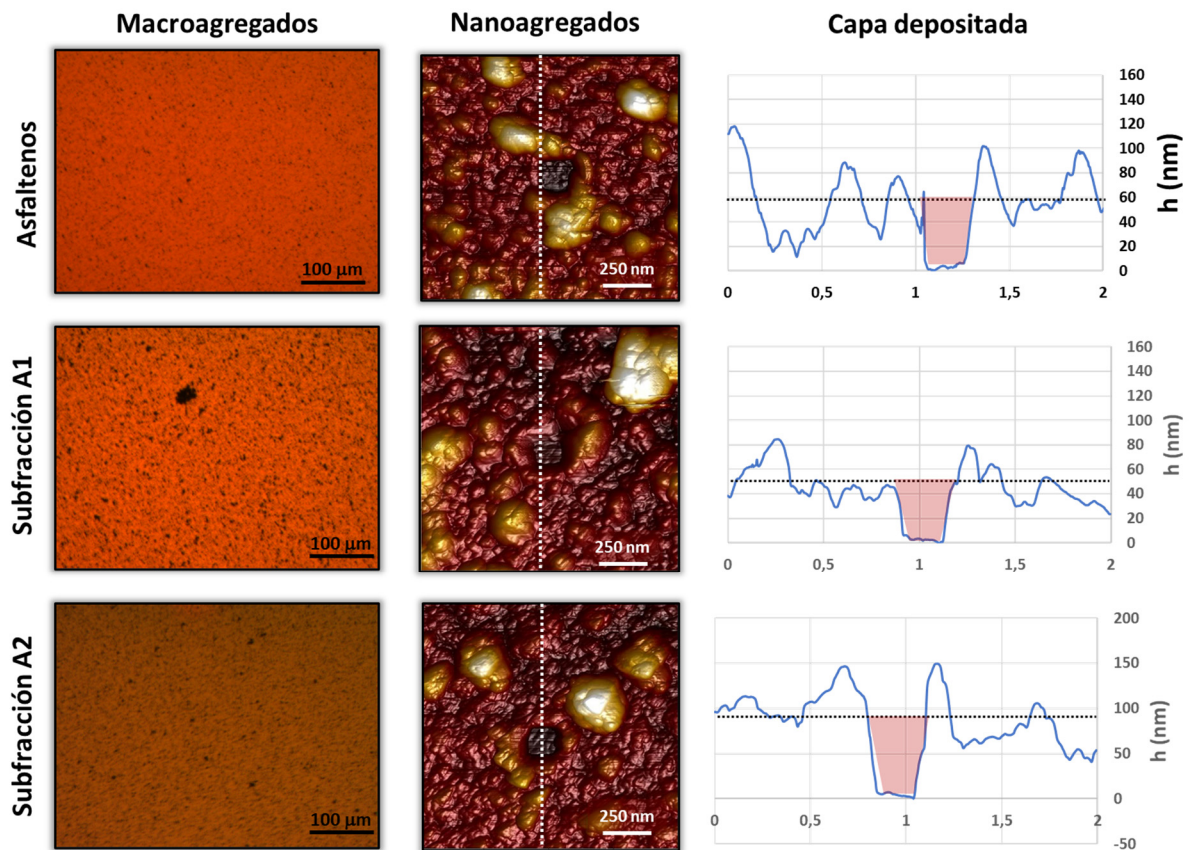 Macroagregados
Nanoagregados
Capa depositada
Asfaltenos
100 µm
250 nm
160
140
120
100
80
60
40
20
0
h (nm)
0
0,5
1
1,5
2
Subfracción A1
100 µm
250 nm
160
140
120
100
80
60
40
20
0
h (nm)
0
0,5
1
1,5
2
Subfracción A2
100 µm
250 nm
200
150
100
50
0
-50
h (nm)
0
0,5
1
1,5
2